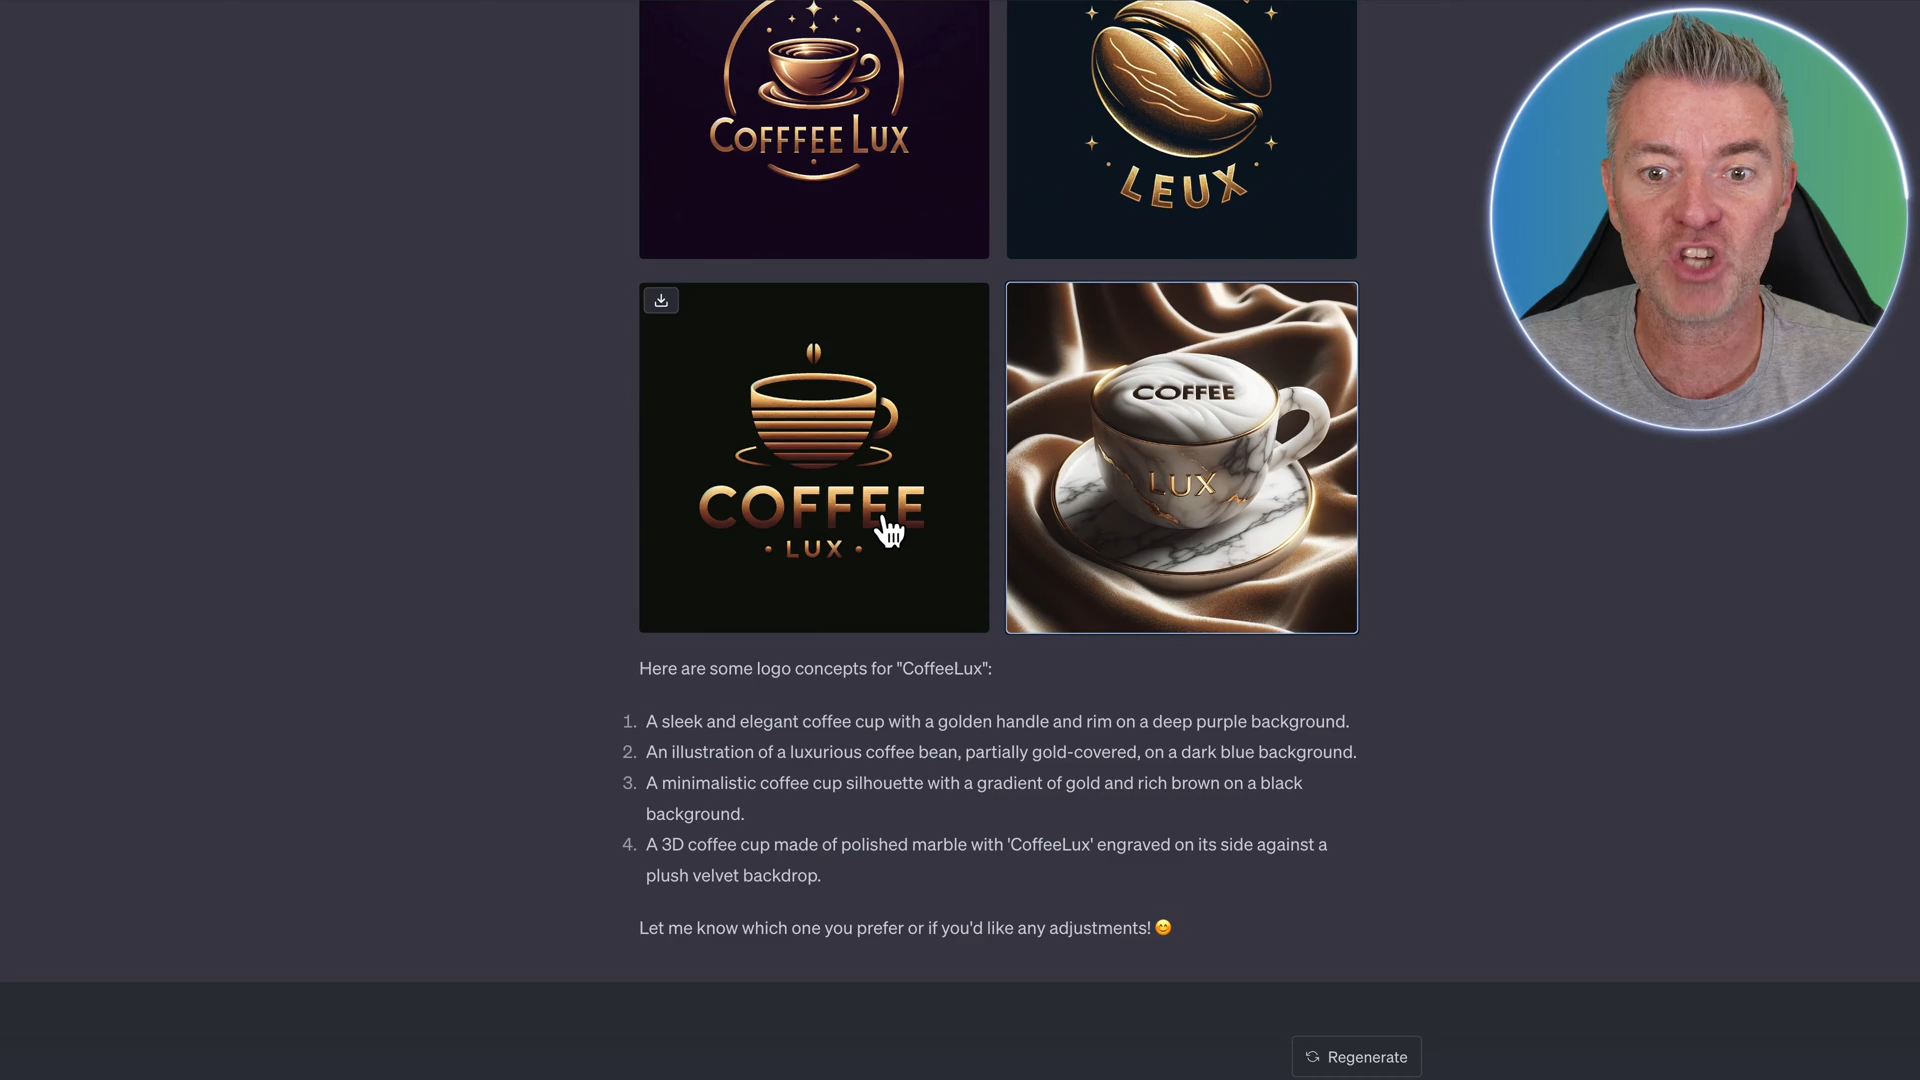 COFFFEE LUX
LEUX
COFFEE
• LUX •
COFFEE
LUX
Here are some logo concepts for "CoffeeLux":
1. A sleek and elegant coffee cup with a golden handle and rim on a deep purple background.
2. An illustration of a luxurious coffee bean, partially gold-covered, on a dark blue background.
3. A minimalistic coffee cup silhouette with a gradient of gold and rich brown on a black
background.
4. A 3D coffee cup made of polished marble with 'CoffeeLux' engraved on its side against a
plush velvet backdrop.
Let me know which one you prefer or if you'd like any adjustments! 😊
Regenerate